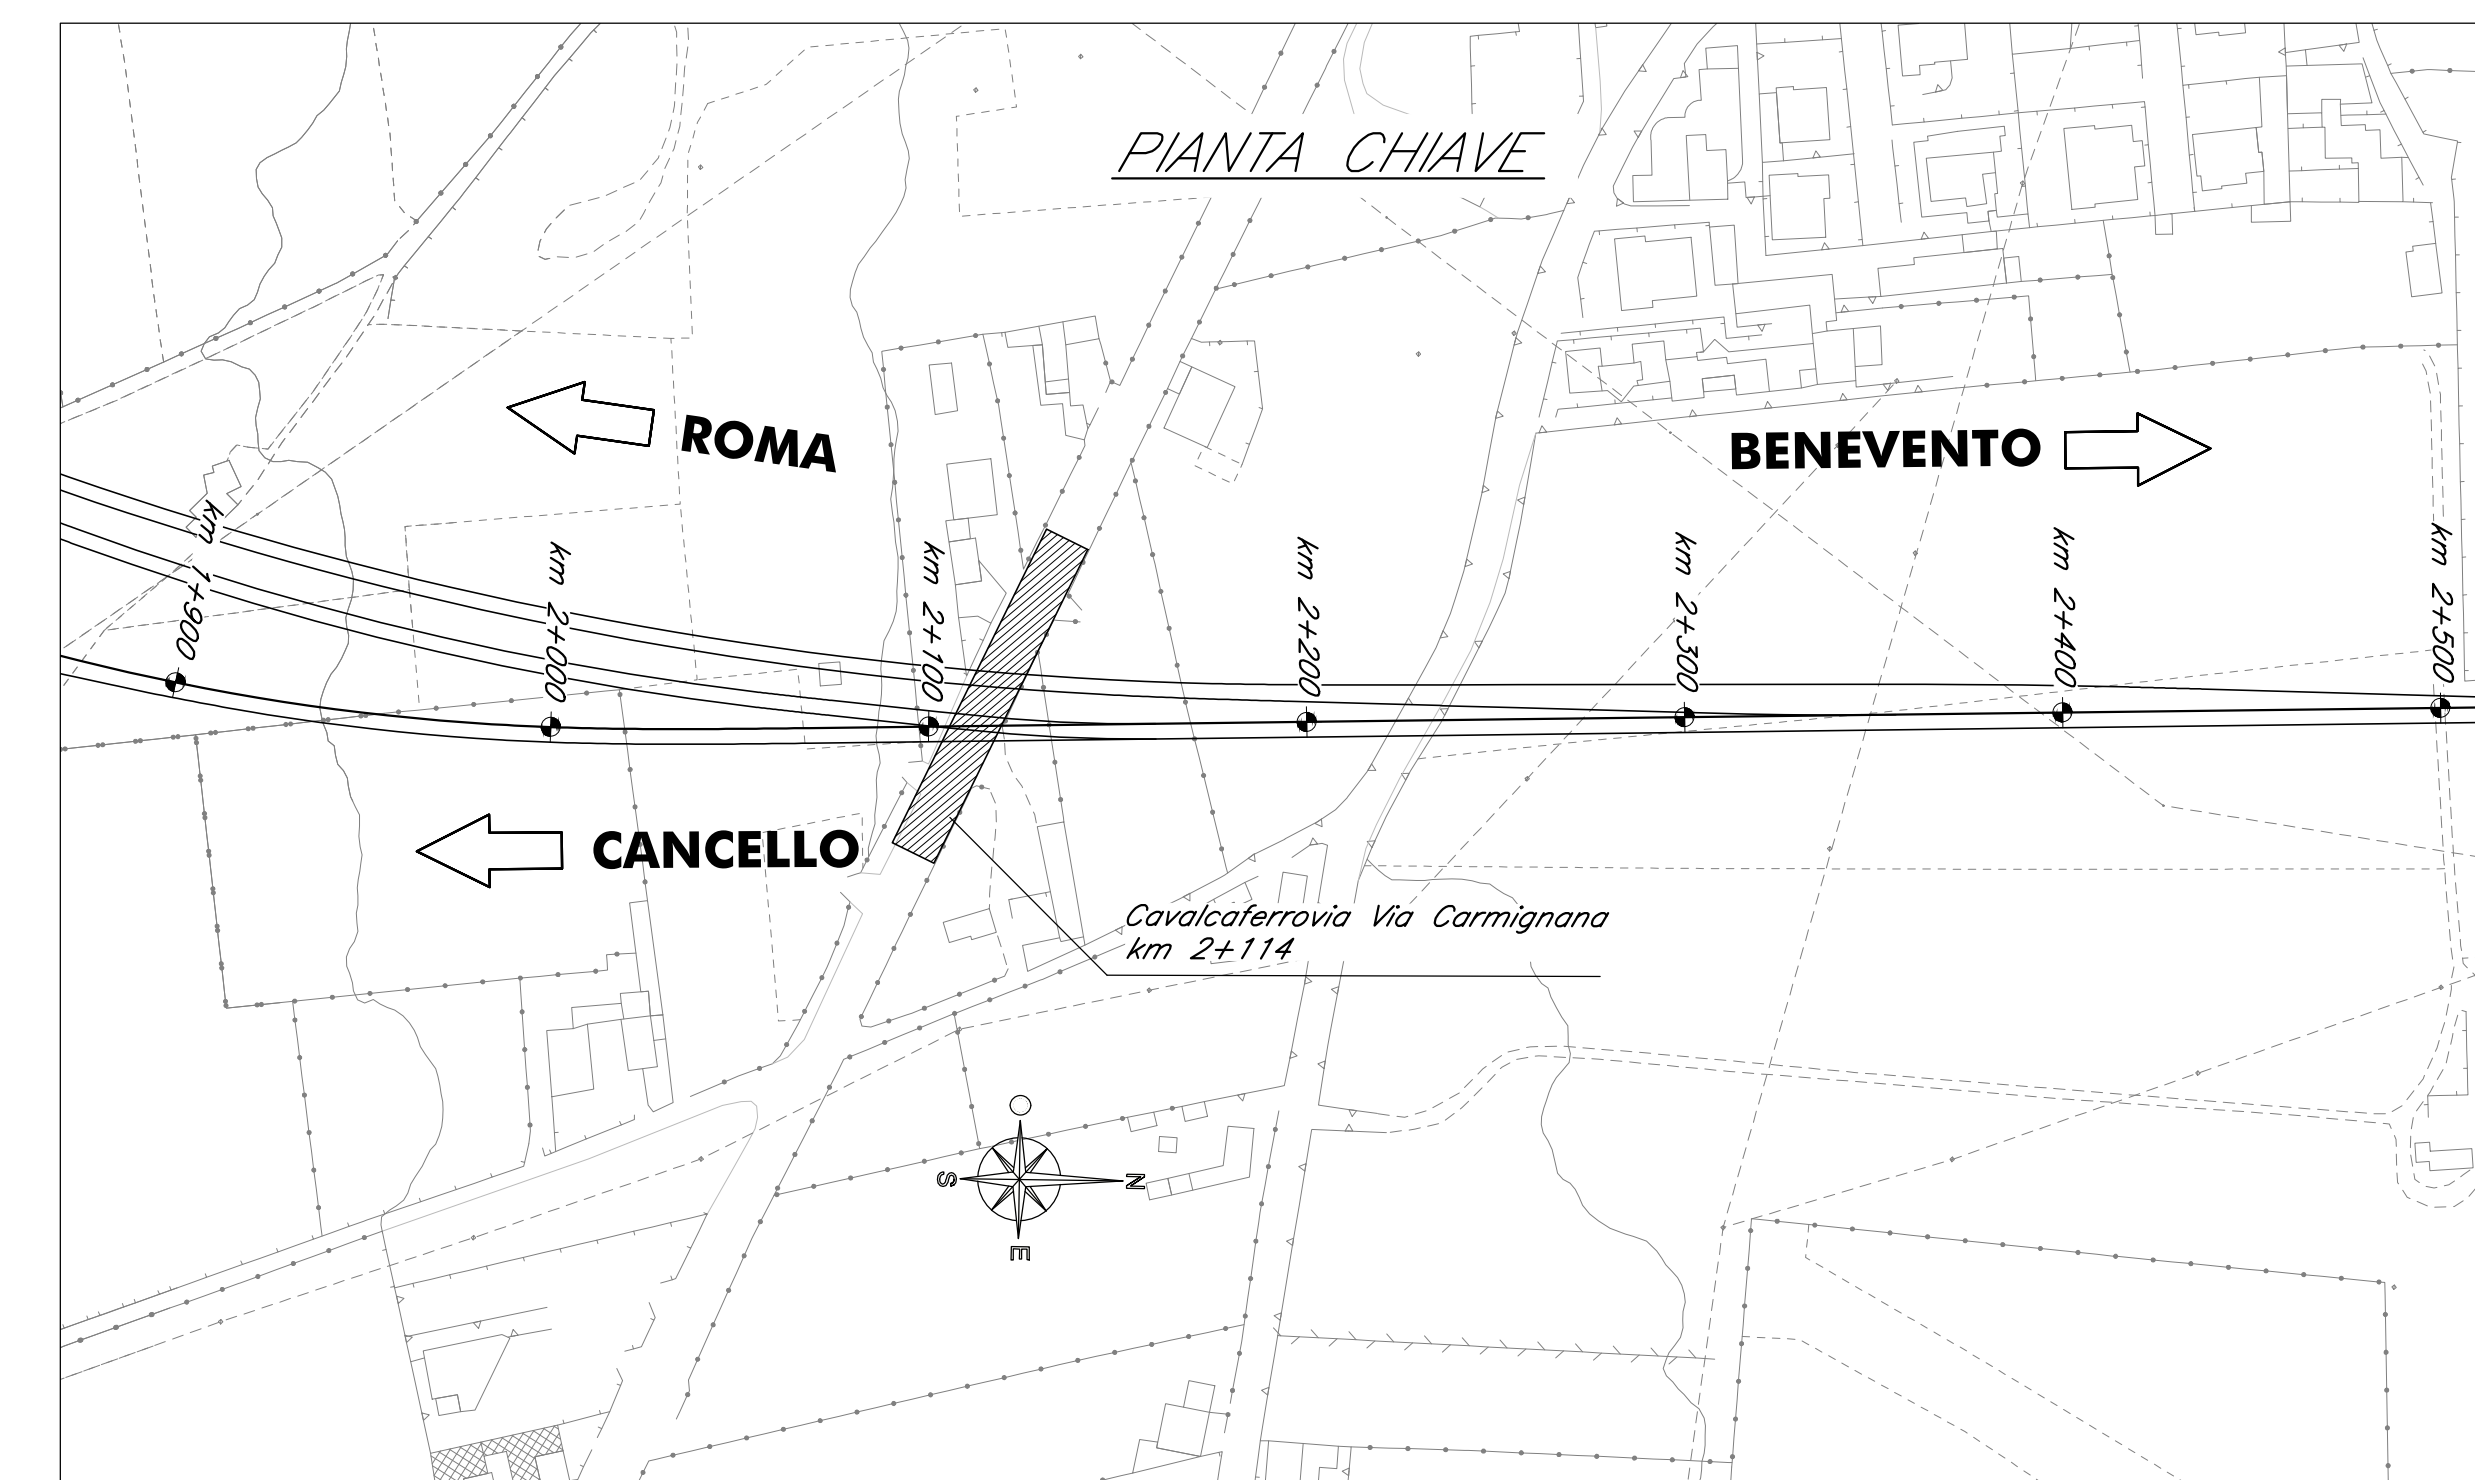 PIANTA CHIAVE
ROMA
BENEVENTO
km 1+900
km 2+000
km 2+100
km 2+200
km 2+300
km 2+400
km 2+500
CANCELLO
Cavalcaferrovia Via Carmignana
km 2+114
O
S
N
E